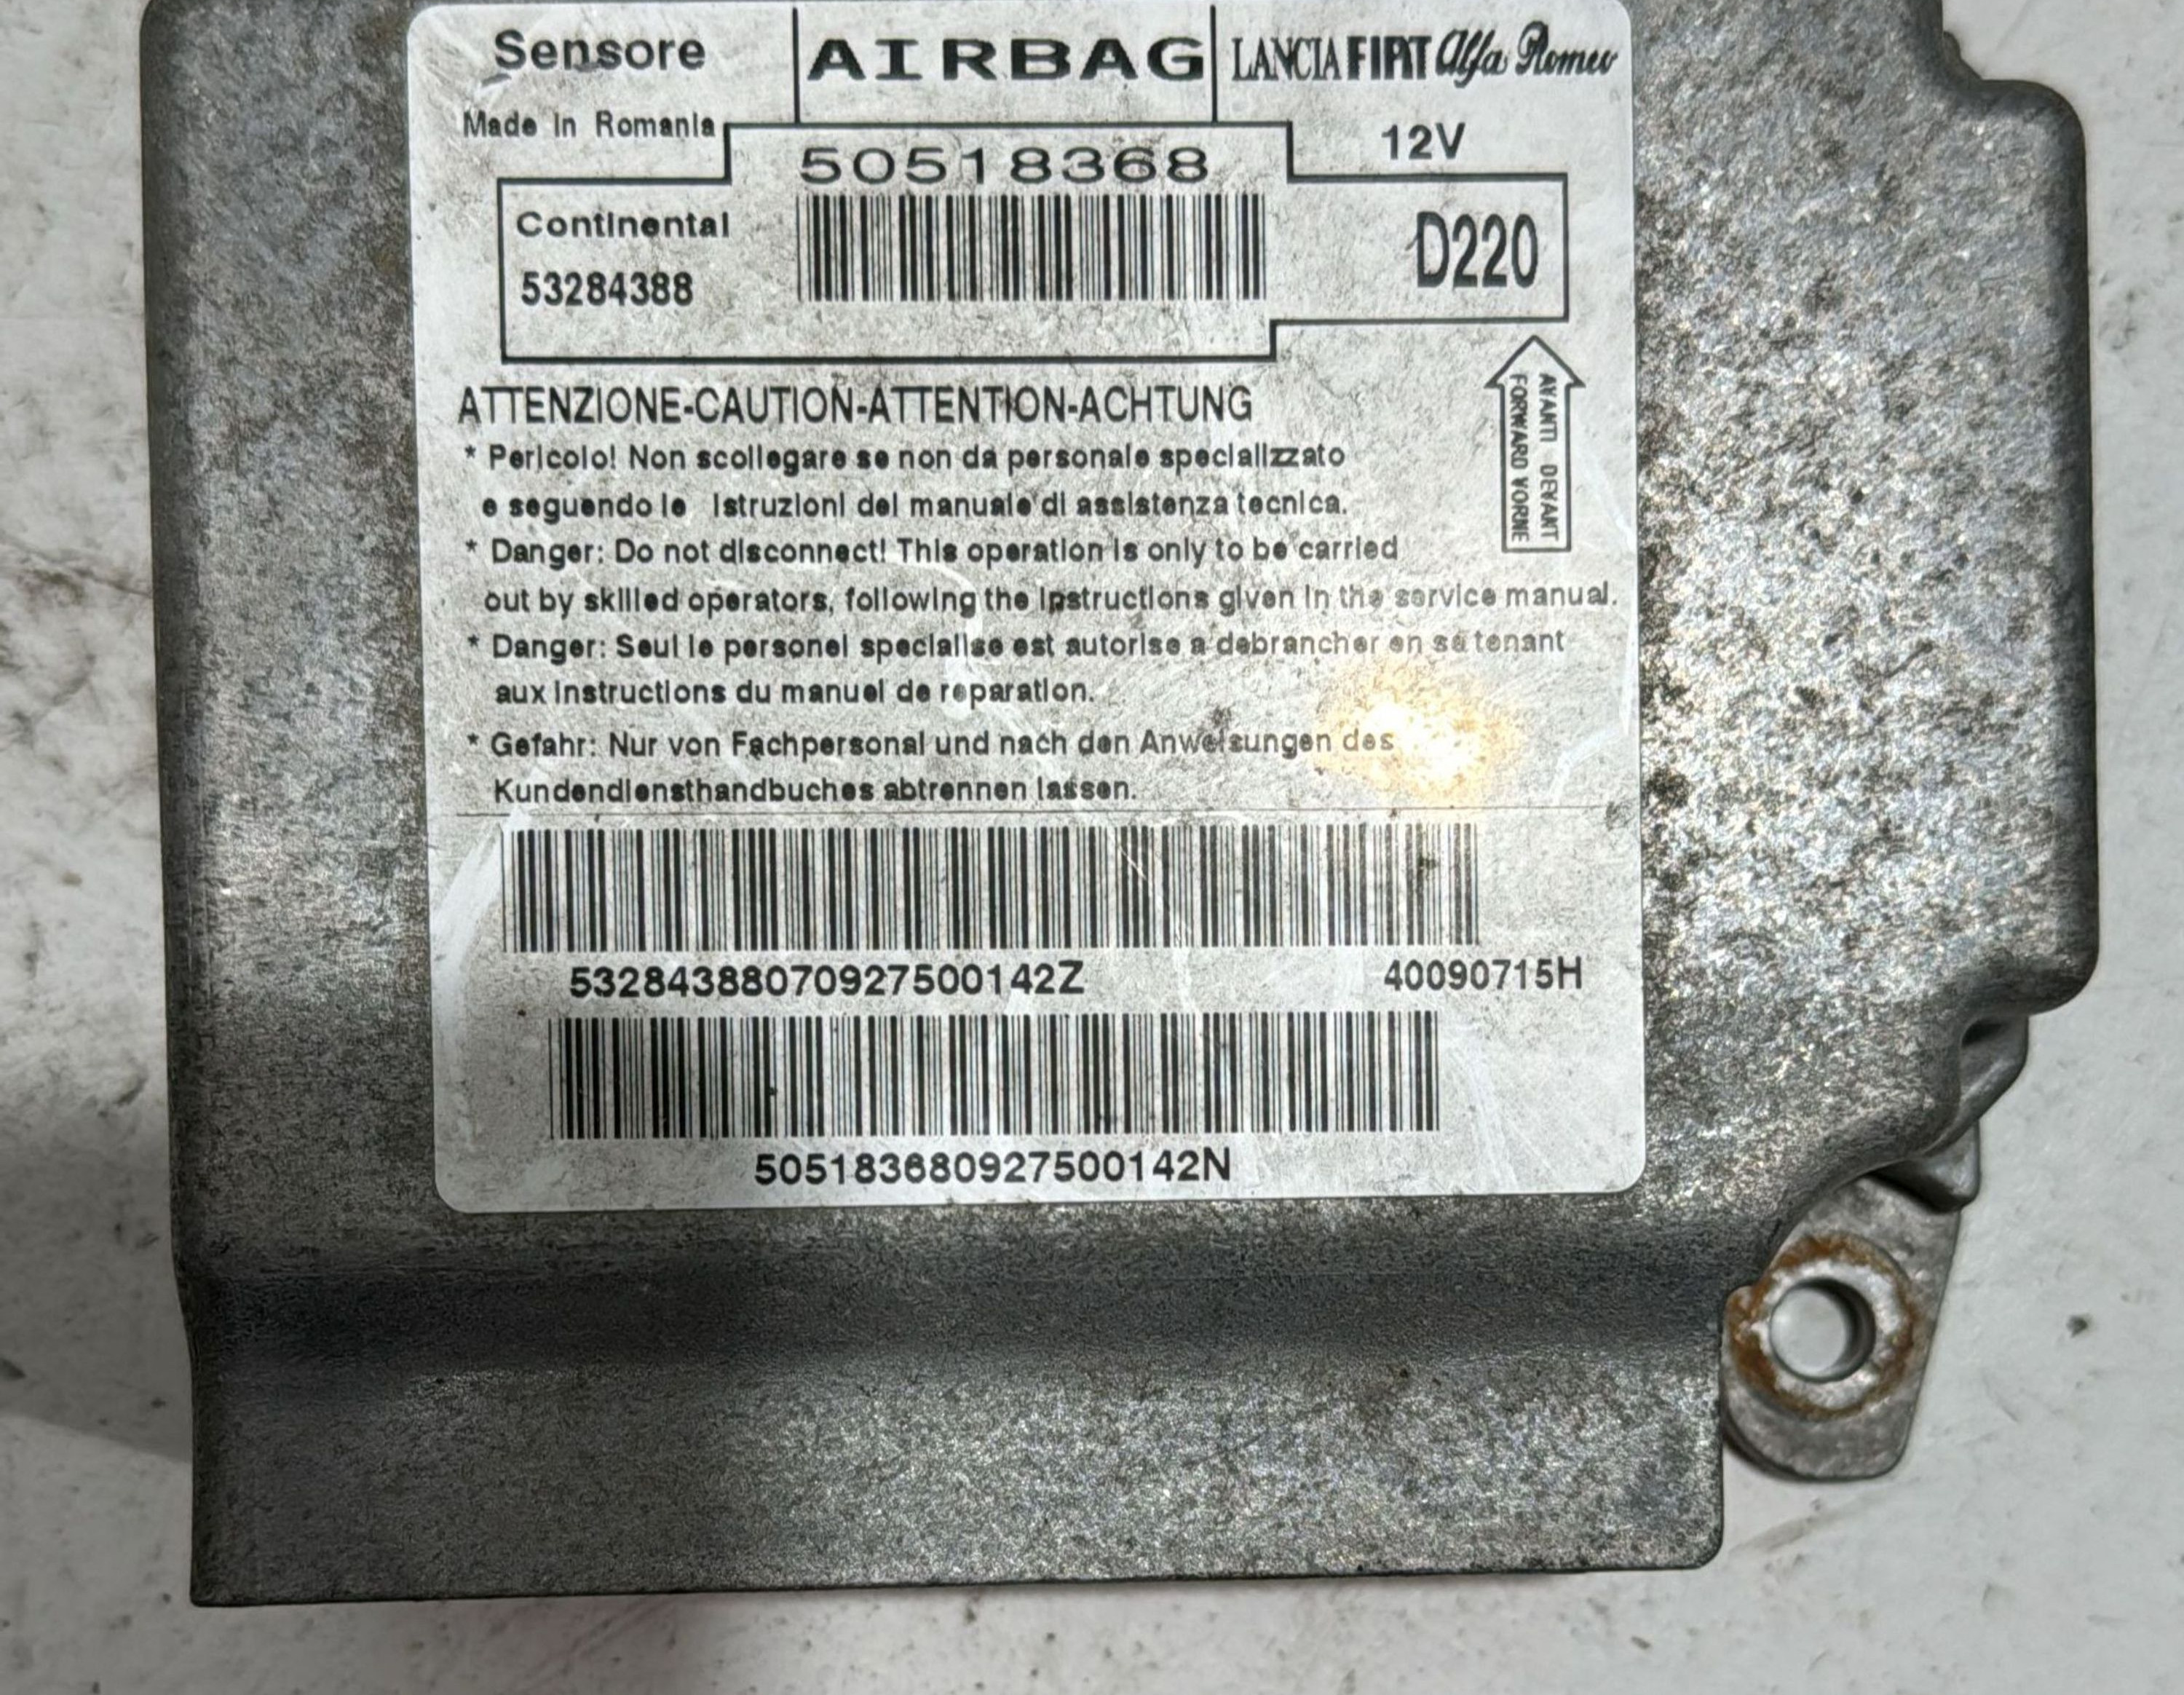 Sensore
AIRBAG
LANCIA FIAT Alfa Romeo
Made in Romania
12V
50518368
Continental
D220
53284388
ATTENZIONE-CAUTION-ATTENTION-ACHTUNG
AVANTI DEVANT
FORWARD VORNE
* Pericolo! Non scollegare se non da personale specializzato
e seguendo le istruzioni del manuale di assistenza tecnica.
* Danger: Do not disconnect! This operation is only to be carried
out by skilled operators, following the instructions given in the service manual.
* Danger: Seul le personel specialise est autorise a debrancher en se tenant
aux instructions du manuel de reparation.
* Gefahr: Nur von Fachpersonal und nach den Anweisungen des
Kundendiensthandbuches abtrennen lassen.
53284388070927500142Z
40090715H
505183680927500142N